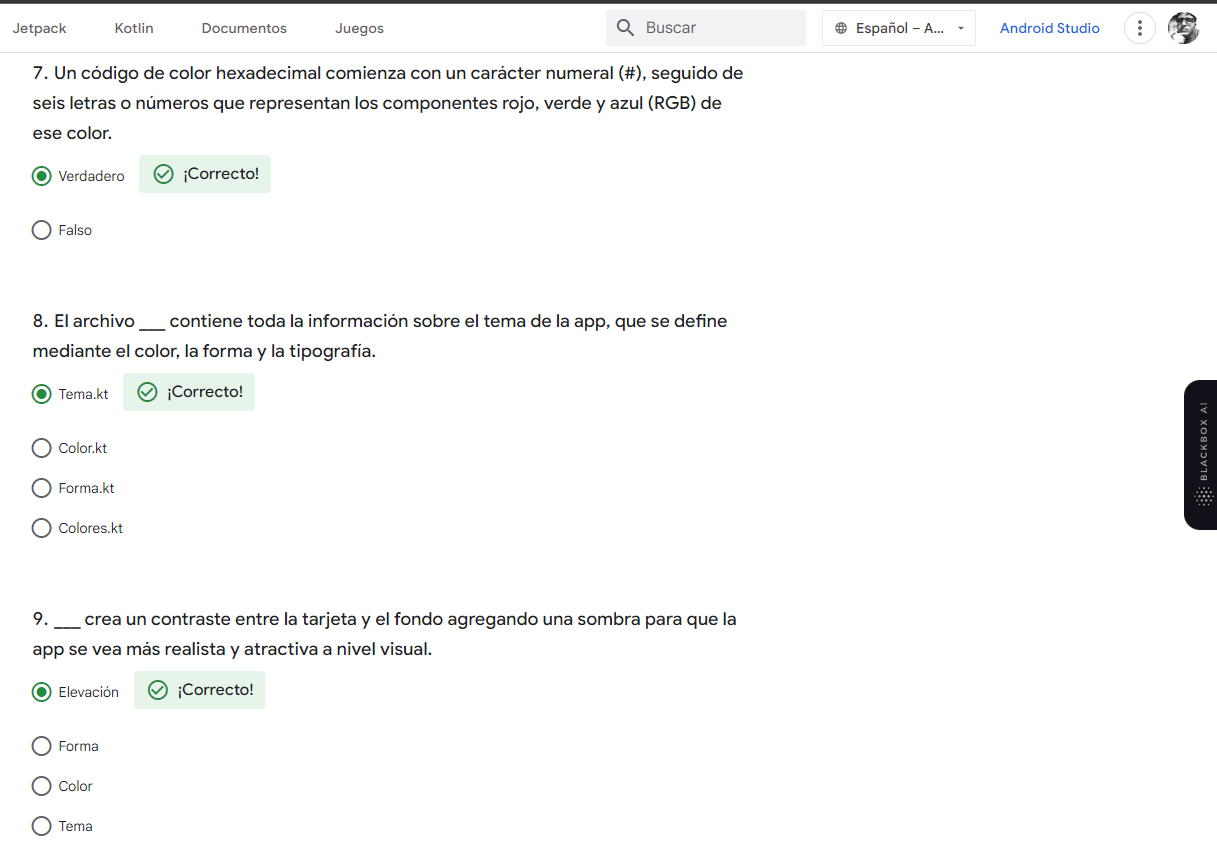 Jetpack Kotlin Documentos Juegos Buscar Español – A... Android Studio
7. Un código de color hexadecimal comienza con un carácter numeral (#), seguido de
seis letras o números que representan los componentes rojo, verde y azul (RGB) de
ese color.
Verdadero ¡Correcto!
Falso
8. El archivo ___ contiene toda la información sobre el tema de la app, que se define
mediante el color, la forma y la tipografía.
Tema.kt ¡Correcto!
Color.kt
Forma.kt
Colores.kt
BLACKBOX AI
9. ___ crea un contraste entre la tarjeta y el fondo agregando una sombra para que la
app se vea más realista y atractiva a nivel visual.
Elevación ¡Correcto!
Forma
Color
Tema